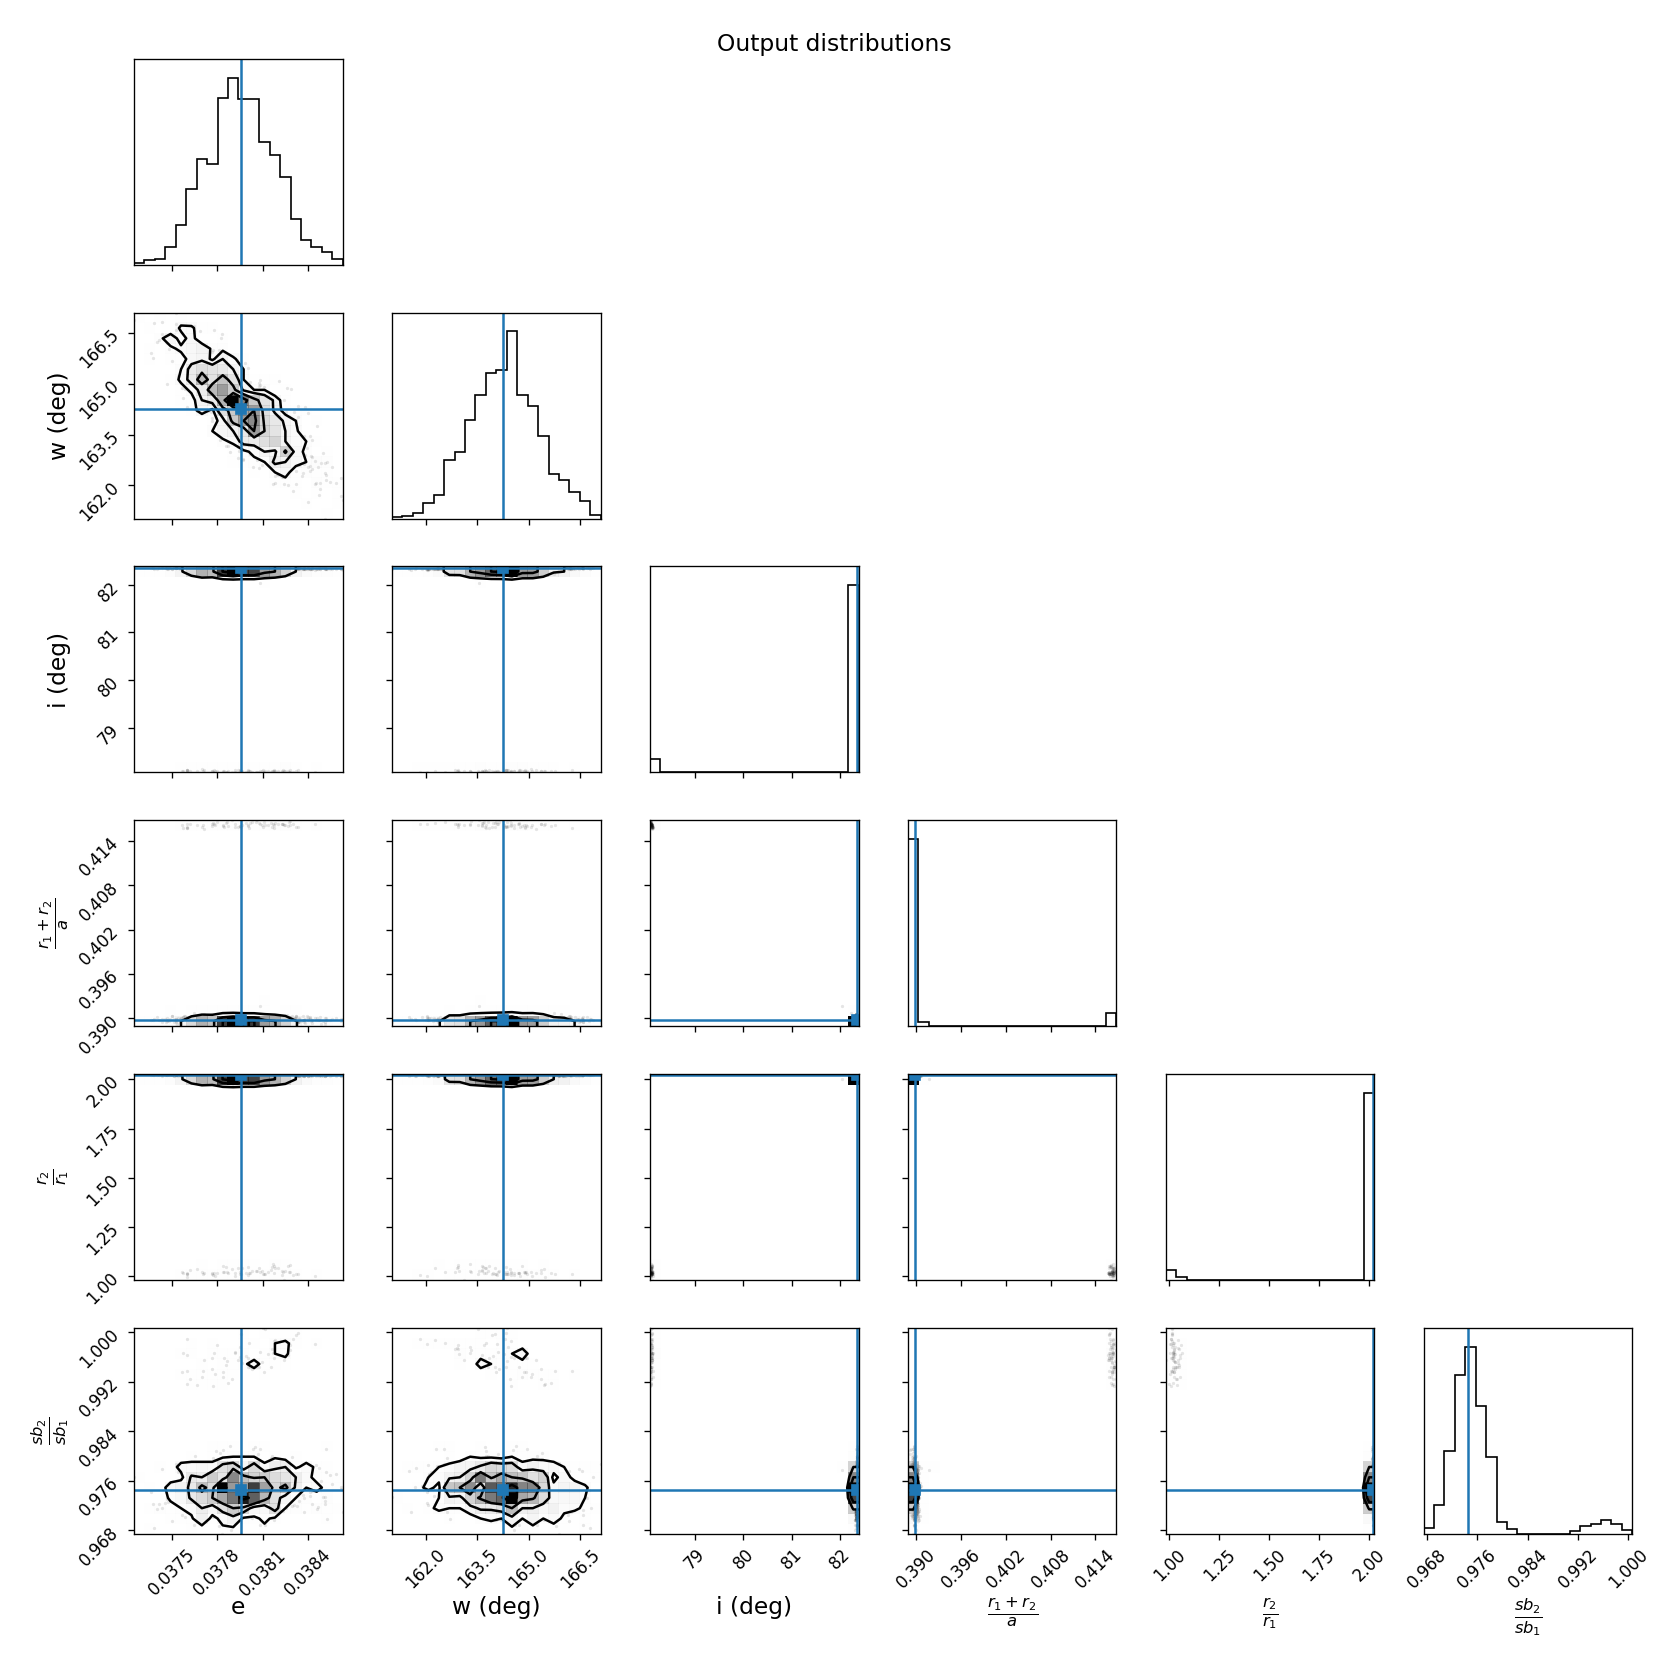 Output distributions
166.5
165.0
163.5
162.0
w (deg)
82
81
80
79
i (deg)
0.414
0.408
0.402
0.396
0.390
r₁ + r₂
a
2.00
1.75
1.50
1.25
1.00
r₂
r₁
1.000
0.992
0.984
0.976
0.968
sb₂
sb₁
0.0375 0.0378 0.0381 0.0384
162.0 163.5 165.0 166.5
79 80 81 82
0.390 0.396 0.402 0.408 0.414
1.00 1.25 1.50 1.75 2.00
0.968 0.976 0.984 0.992 1.000
e
w (deg)
i (deg)
r₁ + r₂
a
r₂
r₁
sb₂
sb₁